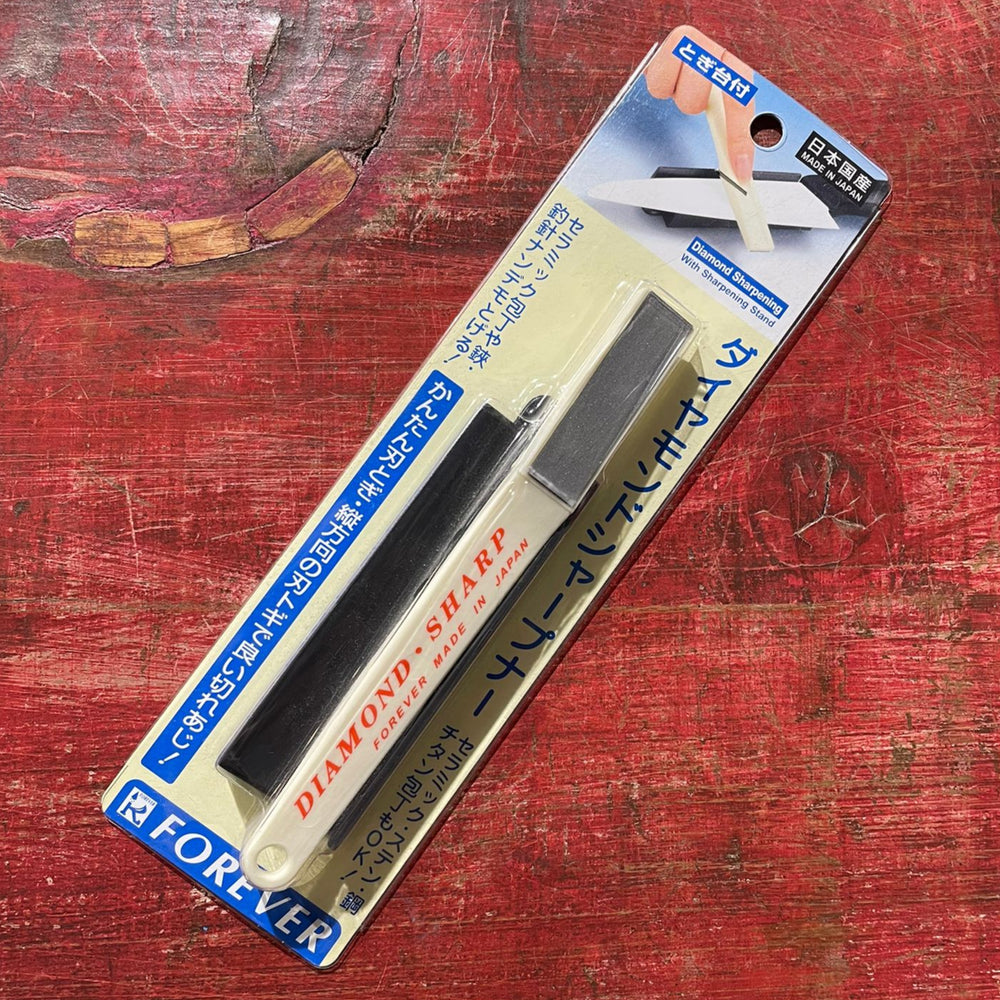 とぎ台付
日本国産
MADE IN JAPAN
Diamond Sharpening
With Sharpening Stand
ダイヤモンドシャープナー
セラミック包丁や鋏・
釣針ナンデモとげる!
かんたん刃とぎ・縦方向の刃トギで良い切れあじ!
DIAMOND・SHARP
FOREVER MADE IN JAPAN
セラミック・ステン・鋼
チタン包丁もOK!
K
FOREVER